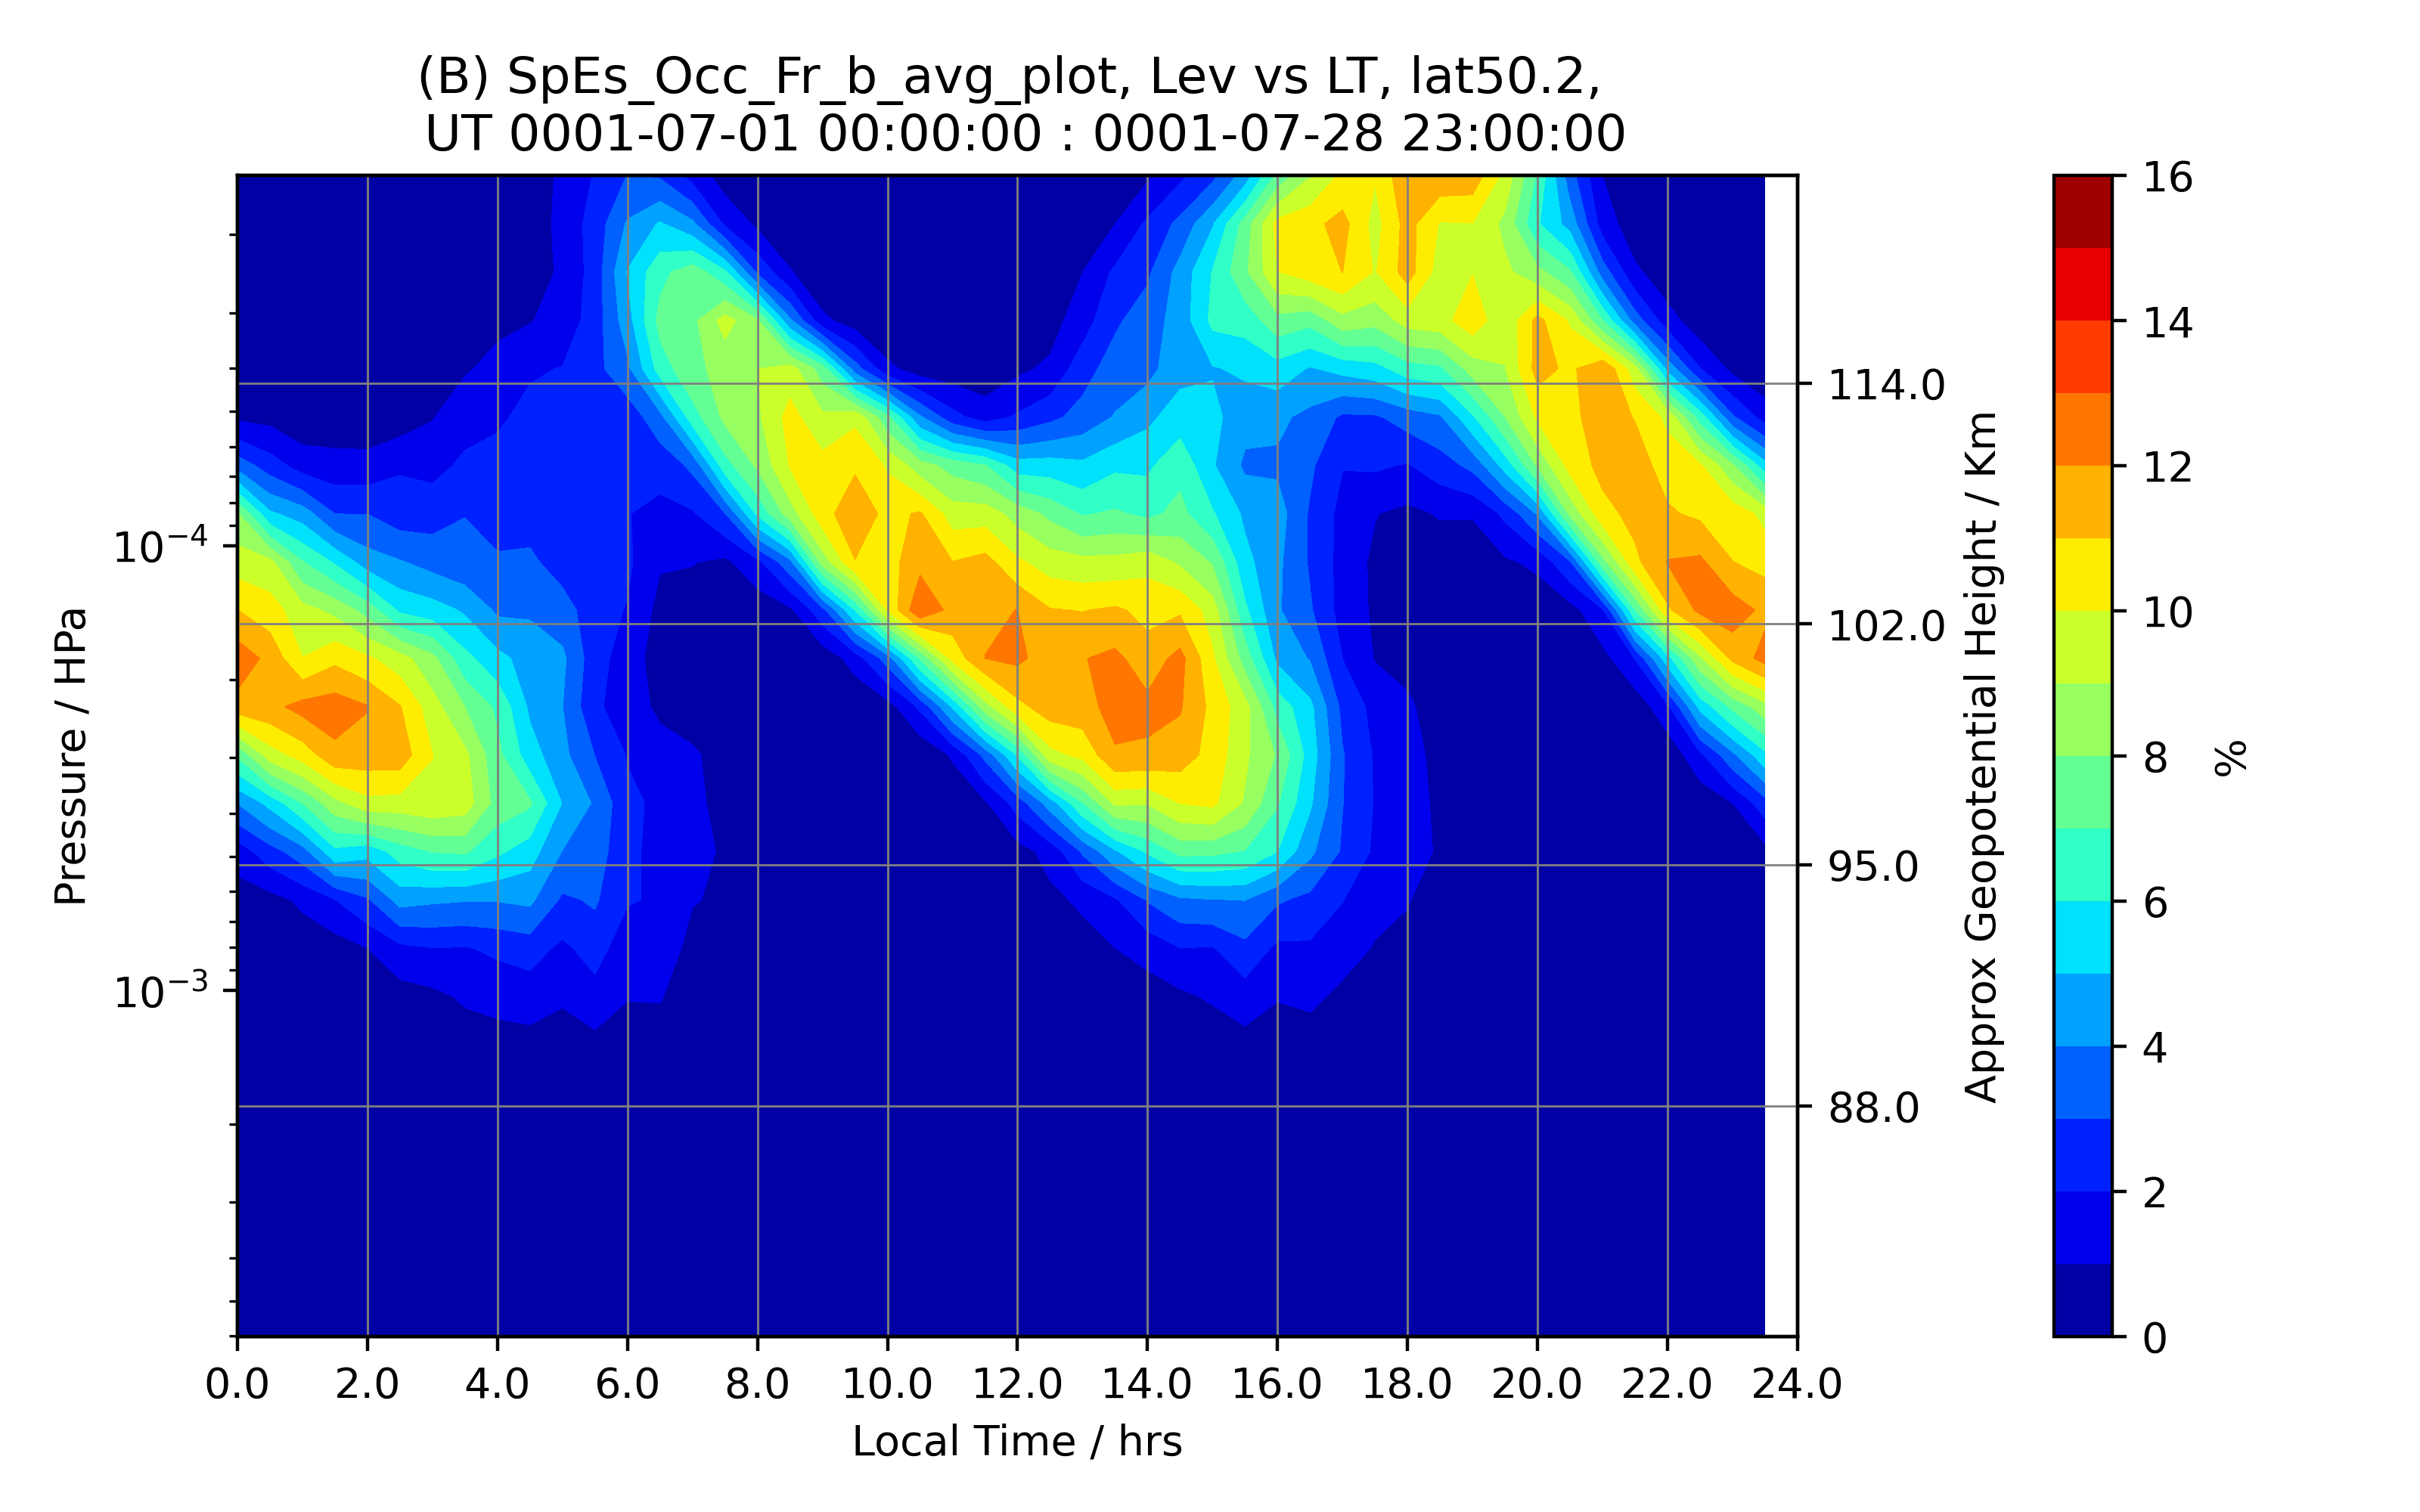 (B) SpEs_Occ_Fr_b_avg_plot, Lev vs LT, lat50.2,
UT 0001-07-01 00:00:00 : 0001-07-28 23:00:00
Pressure / HPa
10⁻⁴
10⁻³
0.0 2.0 4.0 6.0 8.0 10.0 12.0 14.0 16.0 18.0 20.0 22.0 24.0
Local Time / hrs
114.0
102.0
95.0
88.0
Approx Geopotential Height / Km
16
14
12
10
8
6
4
2
0
%